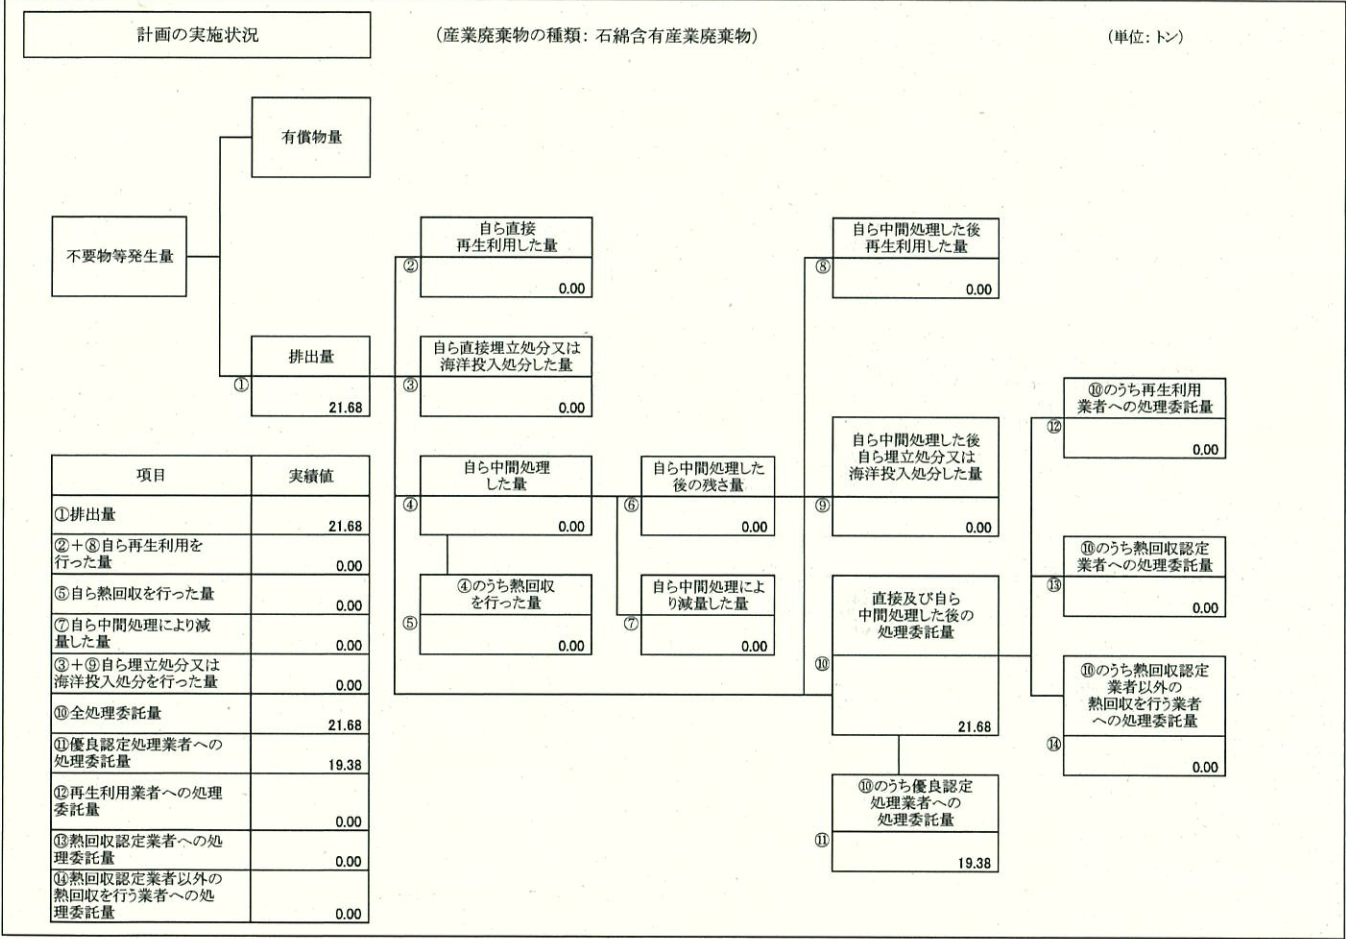 計画の実施状況
(産業廃棄物の種類: 石綿含有産業廃棄物)
(単位: トン)
有償物量
不要物等発生量
排出量
①
21.68
自ら直接
再生利用した量
②
0.00
自ら直接埋立処分又は
海洋投入処分した量
③
0.00
自ら中間処理
した量
④
0.00
④のうち熱回収
を行った量
⑤
0.00
自ら中間処理した
後の残さ量
⑥
0.00
自ら中間処理によ
り減量した量
⑦
0.00
自ら中間処理した後
再生利用した量
⑧
0.00
自ら中間処理した後
自ら埋立処分又は
海洋投入処分した量
⑨
0.00
直接及び自ら
中間処理した後の
処理委託量
⑩
21.68
⑩のうち優良認定
処理業者への
処理委託量
⑪
19.38
⑩のうち再生利用
業者への処理委託量
⑫
0.00
⑩のうち熱回収認定
業者への処理委託量
⑬
0.00
⑩のうち熱回収認定
業者以外の
熱回収を行う業者
への処理委託量
⑭
0.00
項目 実績値
①排出量
21.68
②+⑧自ら再生利用を
行った量
0.00
⑤自ら熱回収を行った量
0.00
⑦自ら中間処理により減
量した量
0.00
③+⑨自ら埋立処分又は
海洋投入処分を行った量
0.00
⑩全処理委託量
21.68
⑪優良認定処理業者への
処理委託量
19.38
⑫再生利用業者への処理
委託量
0.00
⑬熱回収認定業者への処
理委託量
0.00
⑭熱回収認定業者以外の
熱回収を行う業者への処
理委託量
0.00